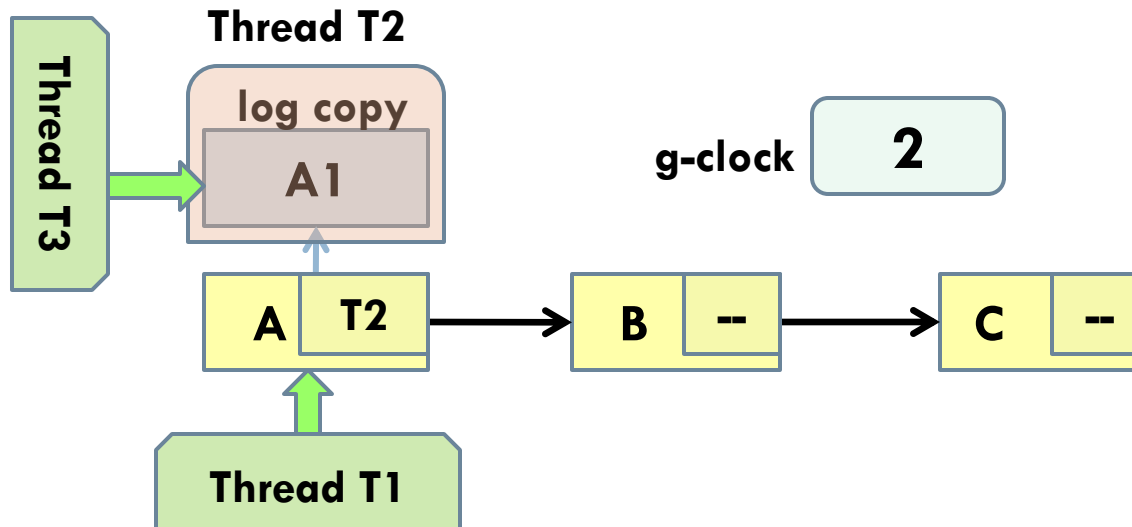 Thread T2
Thread T3
log copy
A1
g-clock
2
A
T2
B
--
C
--
Thread T1